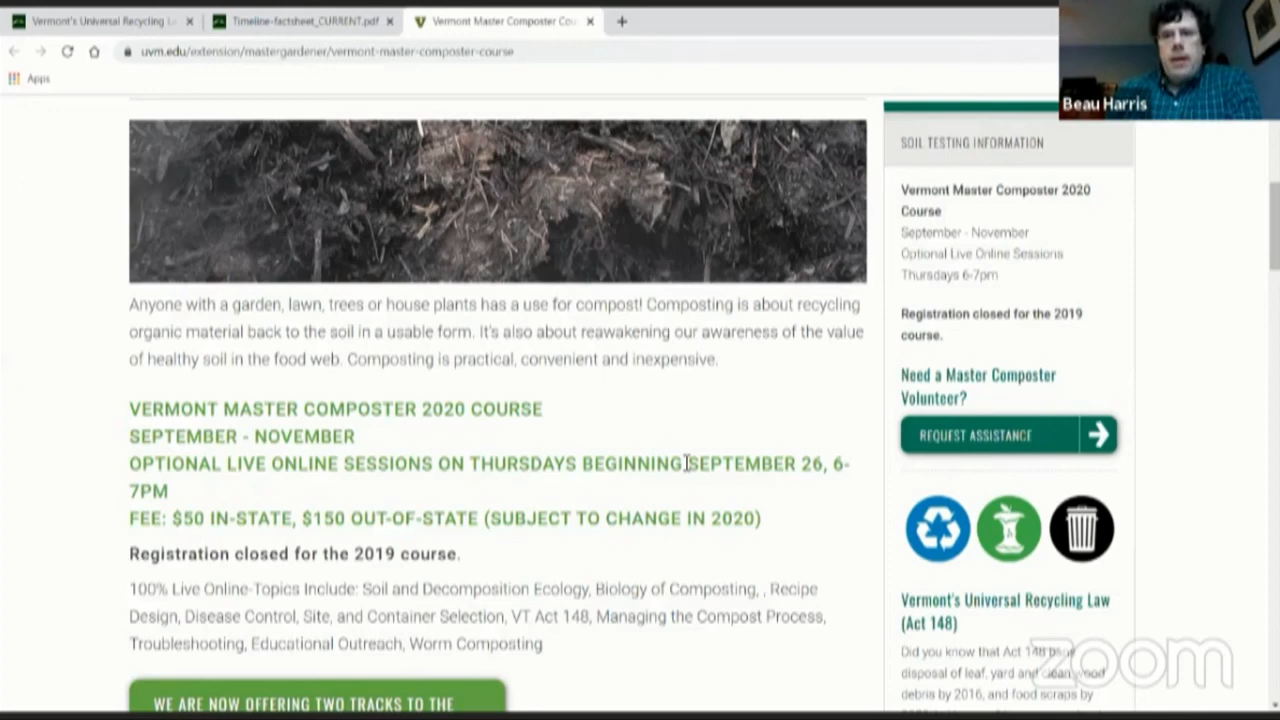 Vermont's Universal Recycling L
Timeline-factsheet_CURRENT.pdf
Vermont Master Composter Cou
uvm.edu/extension/mastergardener/vermont-master-composter-course
Apps
Beau Harris
Anyone with a garden, lawn, trees or house plants has a use for compost! Composting is about recycling
organic material back to the soil in a usable form. It's also about reawakening our awareness of the value
of healthy soil in the food web. Composting is practical, convenient and inexpensive.
VERMONT MASTER COMPOSTER 2020 COURSE
SEPTEMBER - NOVEMBER
OPTIONAL LIVE ONLINE SESSIONS ON THURSDAYS BEGINNING SEPTEMBER 26, 6-
7PM
FEE: $50 IN-STATE, $150 OUT-OF-STATE (SUBJECT TO CHANGE IN 2020)
Registration closed for the 2019 course.
100% Live Online-Topics Include: Soil and Decomposition Ecology, Biology of Composting, , Recipe
Design, Disease Control, Site, and Container Selection, VT Act 148, Managing the Compost Process,
Troubleshooting, Educational Outreach, Worm Composting
WE ARE NOW OFFERING TWO TRACKS TO THE
SOIL TESTING INFORMATION
Vermont Master Composter 2020
Course
September - November
Optional Live Online Sessions
Thursdays 6-7pm
Registration closed for the 2019
course.
Need a Master Composter
Volunteer?
REQUEST ASSISTANCE
Vermont's Universal Recycling Law
(Act 148)
Did you know that Act 148 bans
disposal of leaf, yard and clean wood
debris by 2016, and food scraps by
zoom